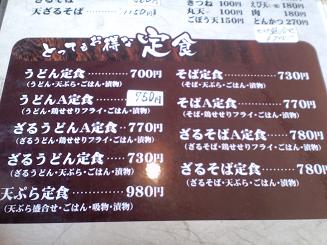 天ざるそば
1150円
きつね 100円
丸天 100円
ごぼう天150円
えび天 180円
肉 180円
とんかつ 270円
とってもお得な定食
うどん定食………700円
(うどん・天ぷら・ごはん・漬物)
うどんA定食 750円
(うどん・鶏せせりフライ・ごはん・漬物)
ざるうどんA定食…770円
(ざるうどん・鶏せせりフライ・ごはん・漬物)
ざるうどん定食……730円
(ざるうどん・天ぷら・ごはん・漬物)
天ぷら定食…………980円
(天ぷら盛合せ・ごはん・吸物・漬物)
そば定食……………730円
(そば・天ぷら・ごはん・漬物)
そばA定食…………770円
(そば・鶏せせりフライ・ごはん・漬物)
ざるそばA定食……780円
(ざるそば・鶏せせりフライ・ごはん・漬物)
ざるそば定食………780円
(ざるそば・天ぷら・ごはん・漬物)